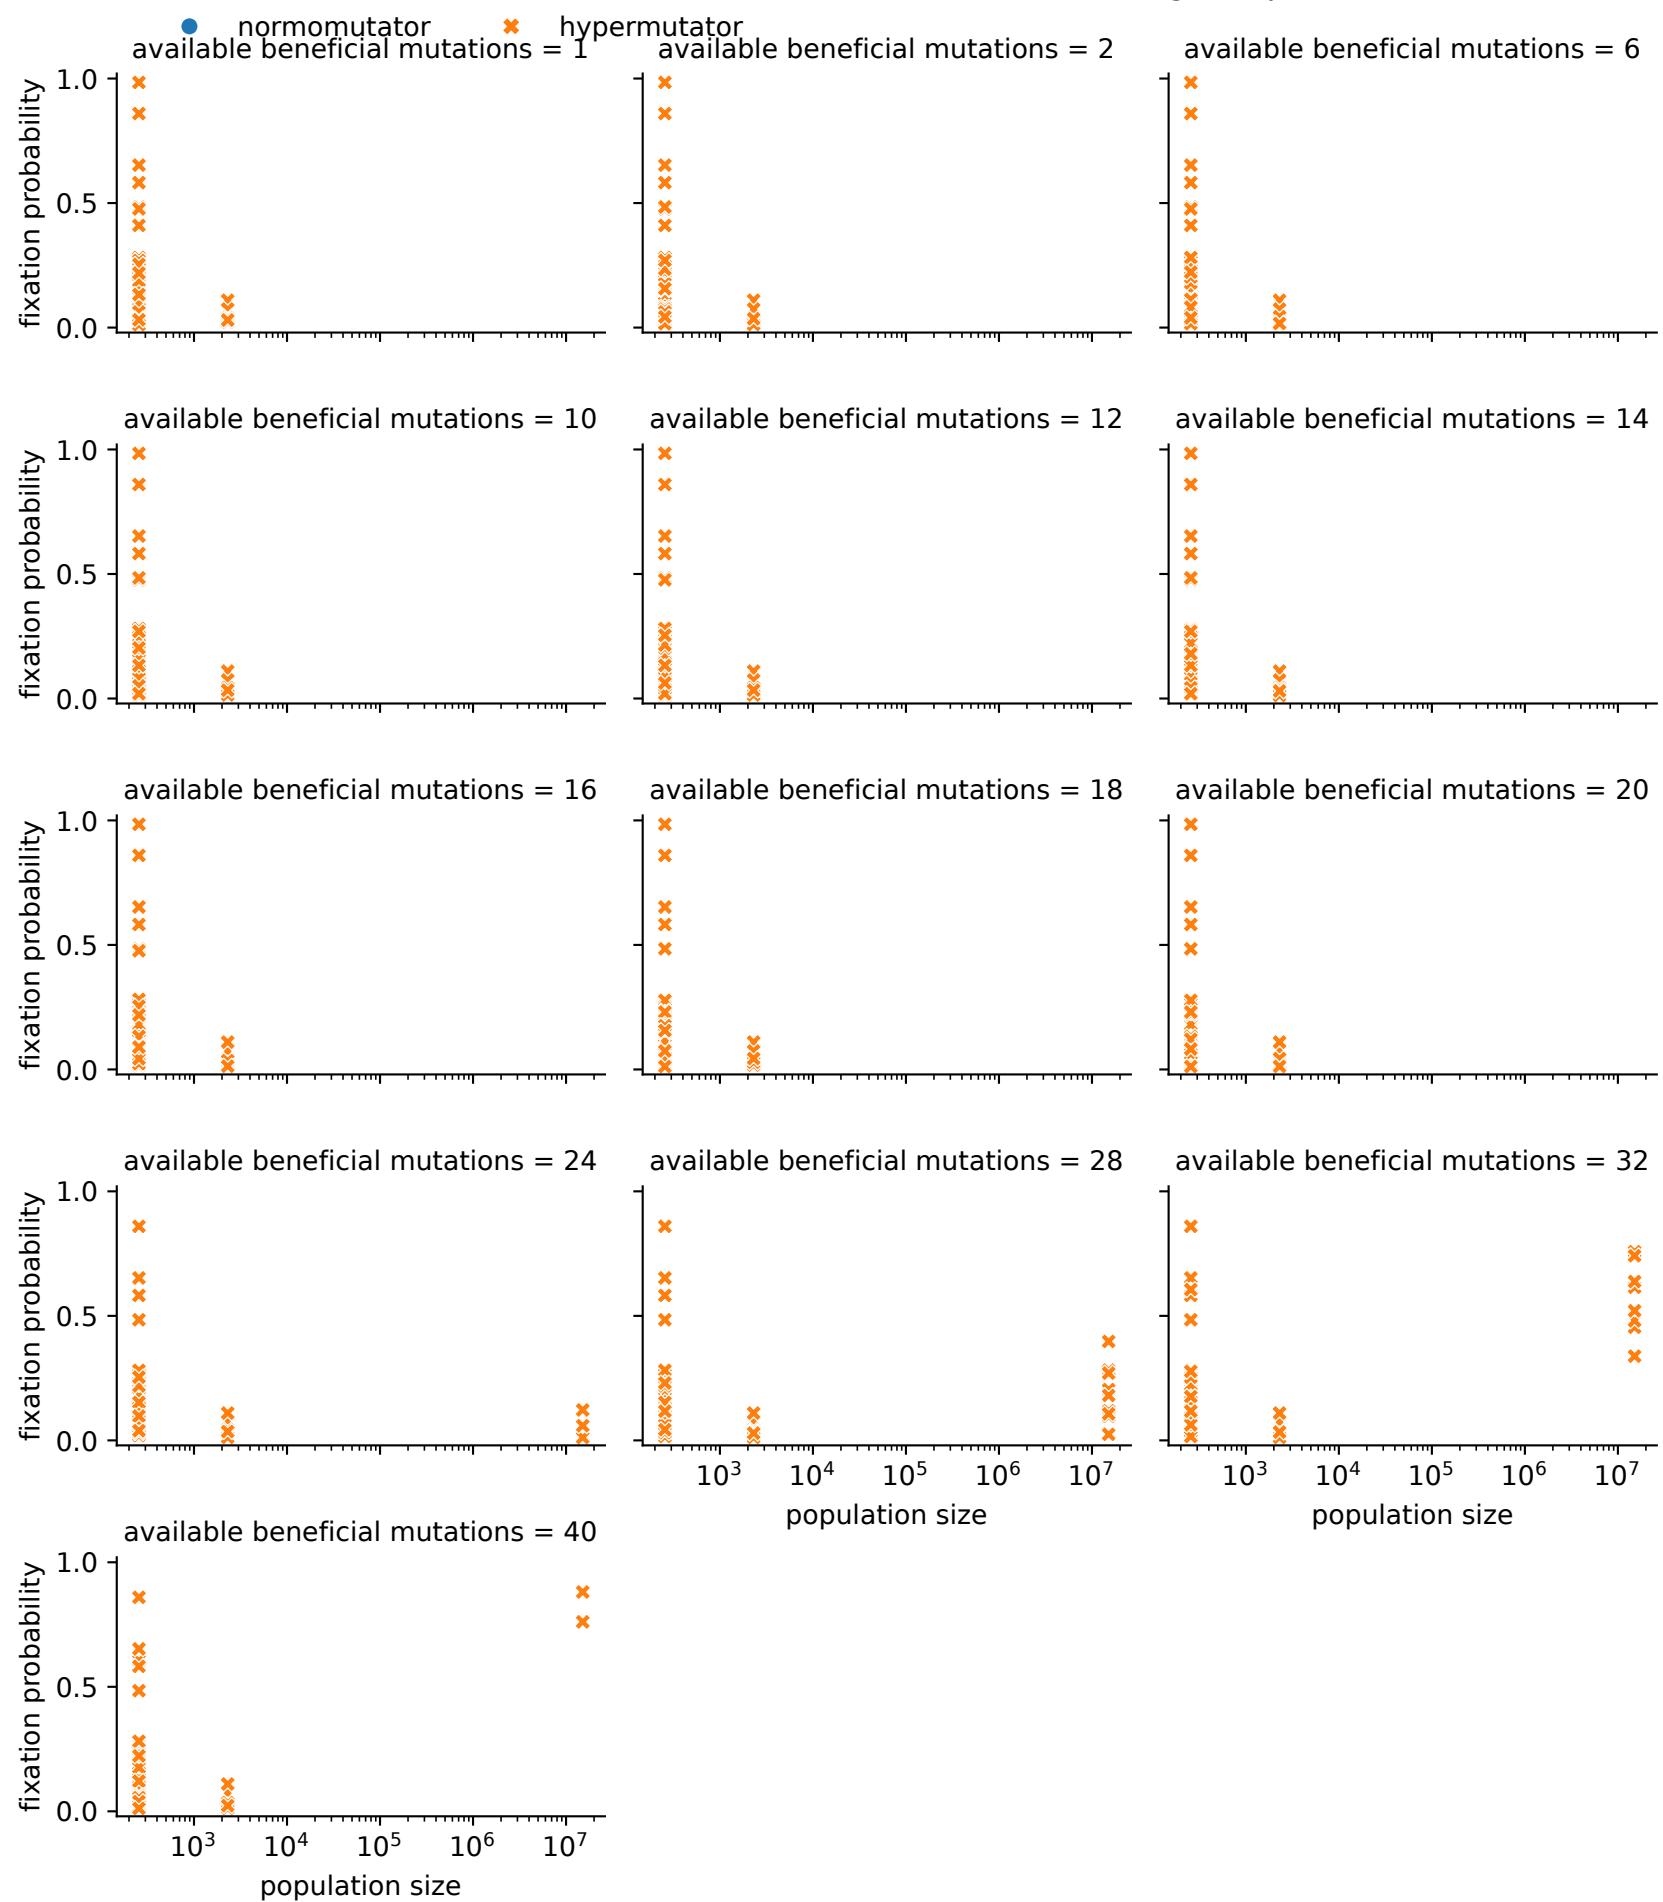 normomutator hypermutator
available beneficial mutations = 1 available beneficial mutations = 2 available beneficial mutations = 6
1.0
0.5
0.0
fixation probability
available beneficial mutations = 10 available beneficial mutations = 12 available beneficial mutations = 14
1.0
0.5
0.0
fixation probability
available beneficial mutations = 16 available beneficial mutations = 18 available beneficial mutations = 20
1.0
0.5
0.0
fixation probability
available beneficial mutations = 24 available beneficial mutations = 28 available beneficial mutations = 32
1.0
0.5
0.0
fixation probability
10³ 10⁴ 10⁵ 10⁶ 10⁷ 10³ 10⁴ 10⁵ 10⁶ 10⁷
population size population size
available beneficial mutations = 40
1.0
0.5
0.0
fixation probability
10³ 10⁴ 10⁵ 10⁶ 10⁷
population size